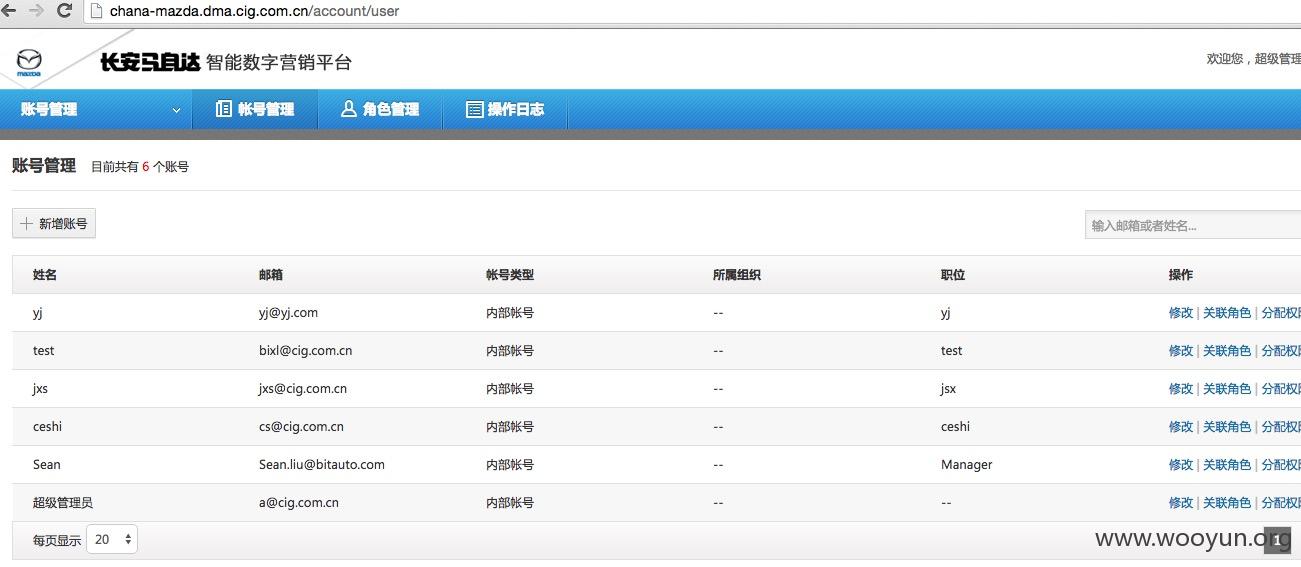 chana-mazda.dma.cig.com.cn/account/user
mazda 长安马自达 智能数字营销平台 欢迎您，超级管理
账号管理 帐号管理 角色管理 操作日志
账号管理 目前共有 6 个账号
新增账号 输入邮箱或者姓名...
姓名 邮箱 帐号类型 所属组织 职位 操作
yj yj@yj.com 内部帐号 -- yj 修改 | 关联角色 | 分配权
test bixl@cig.com.cn 内部帐号 -- test 修改 | 关联角色 | 分配权
jxs jxs@cig.com.cn 内部帐号 -- jsx 修改 | 关联角色 | 分配权
ceshi cs@cig.com.cn 内部帐号 -- ceshi 修改 | 关联角色 | 分配权
Sean Sean.liu@bitauto.com 内部帐号 -- Manager 修改 | 关联角色 | 分配权
超级管理员 a@cig.com.cn 内部帐号 -- -- 修改 | 关联角色 | 分配权
每页显示 20 1
www.wooyun.org